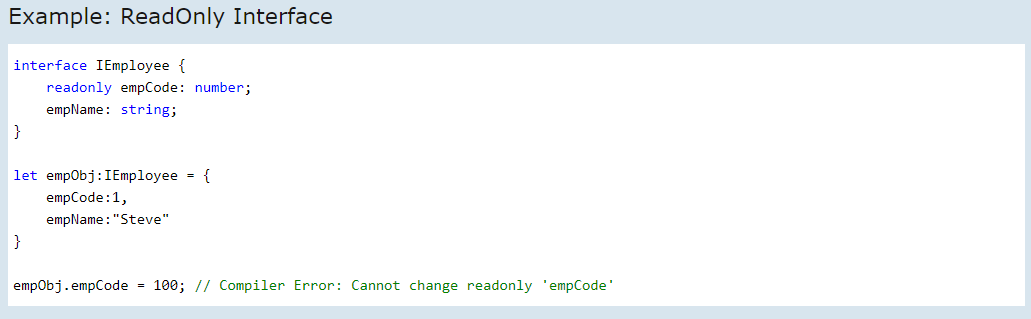 Example: ReadOnly Interface
interface IEmployee {
    readonly empCode: number;
    empName: string;
}
let empObj:IEmployee = {
    empCode:1,
    empName:"Steve"
}
empObj.empCode = 100; // Compiler Error: Cannot change readonly 'empCode'